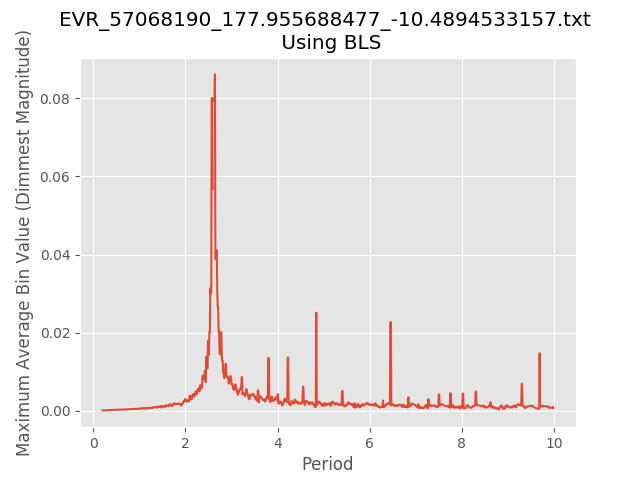 EVR_57068190_177.955688477_-10.4894533157.txt
Using BLS
Maximum Average Bin Value (Dimmest Magnitude)
0.08
0.06
0.04
0.02
0.00
0
2
4
6
8
10
Period